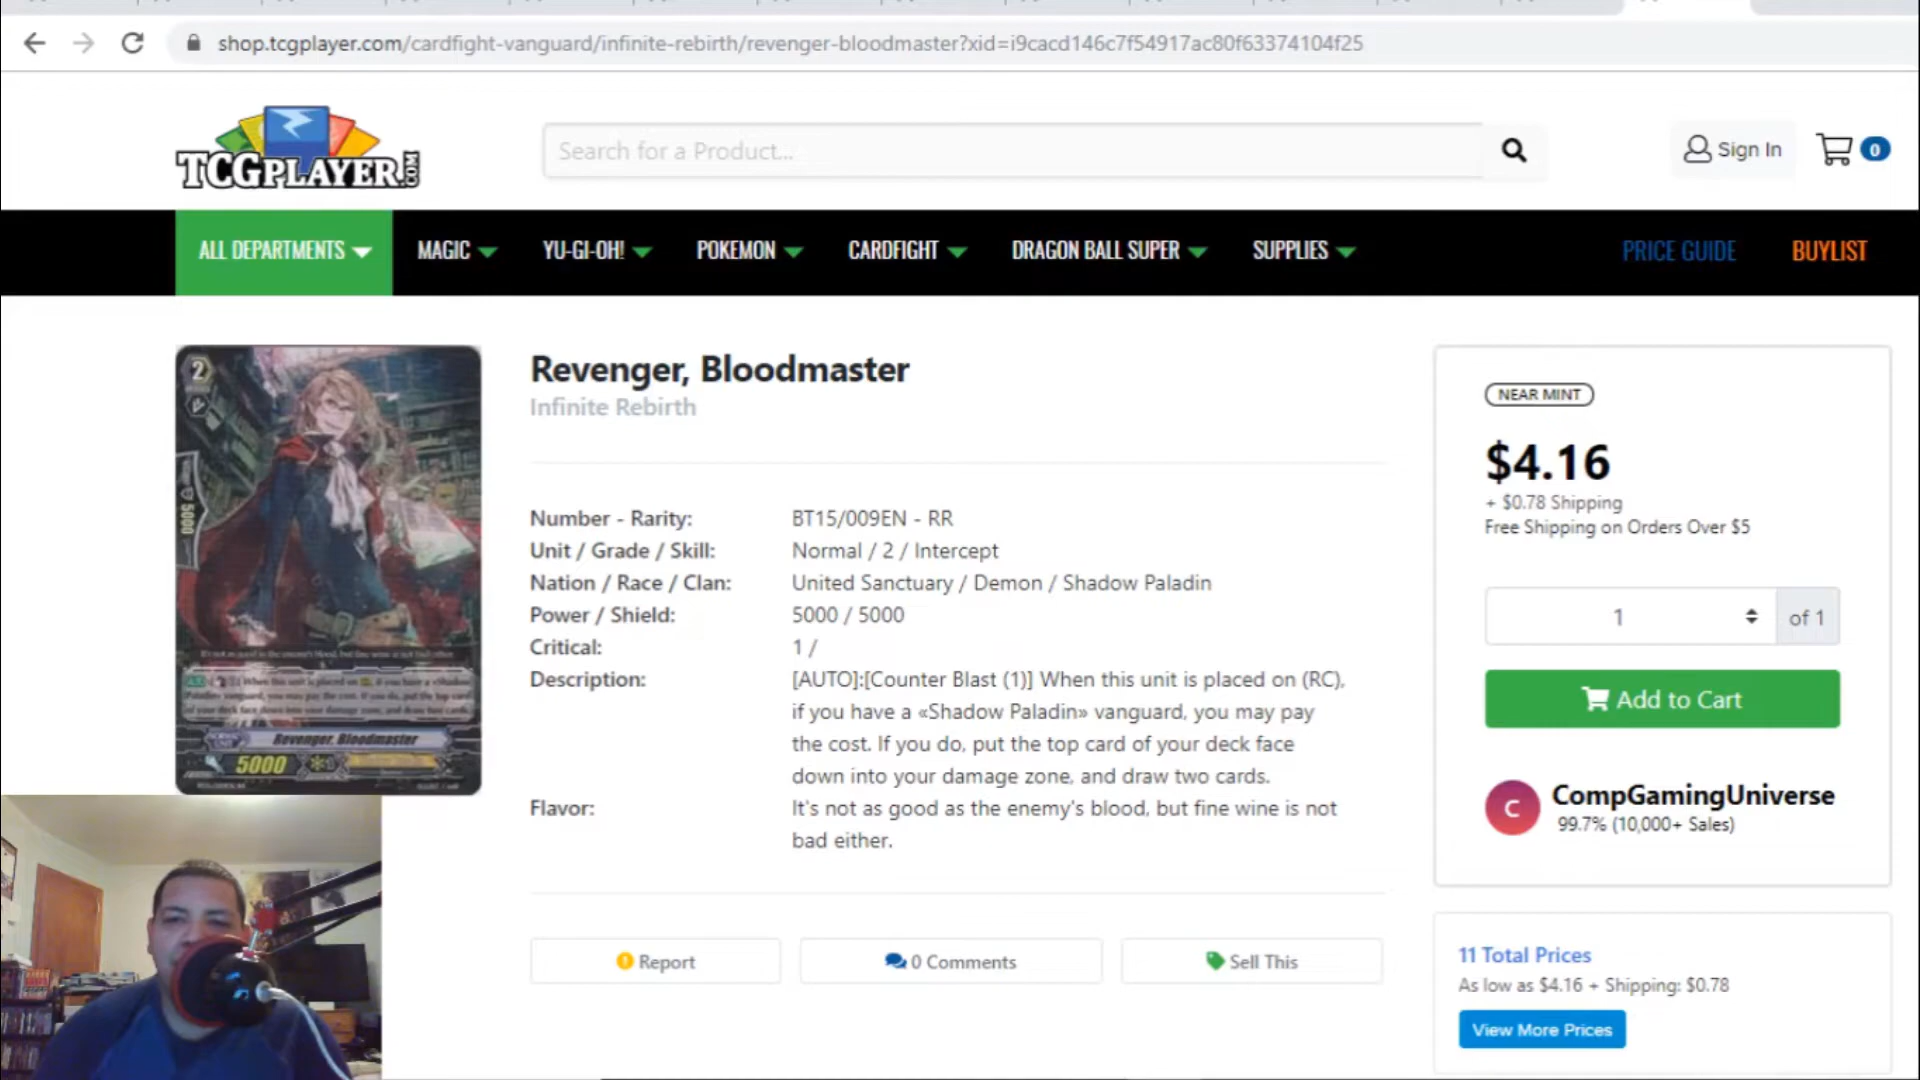 shop.tcgplayer.com/cardfight-vanguard/infinite-rebirth/revenger-bloodmaster?xid=i9cacd146c7f54917ac80f63374104f25
TCGPLAYER.COM
Search for a Product...
Sign In
0
ALL DEPARTMENTS
MAGIC
YU-GI-OH!
POKEMON
CARDFIGHT
DRAGON BALL SUPER
SUPPLIES
PRICE GUIDE
BUYLIST
2
5000
Revenger, Bloodmaster
5000
Revenger, Bloodmaster
Infinite Rebirth
Number - Rarity: BT15/009EN - RR
Unit / Grade / Skill: Normal / 2 / Intercept
Nation / Race / Clan: United Sanctuary / Demon / Shadow Paladin
Power / Shield: 5000 / 5000
Critical: 1 /
Description: [AUTO]:[Counter Blast (1)] When this unit is placed on (RC),
if you have a «Shadow Paladin» vanguard, you may pay
the cost. If you do, put the top card of your deck face
down into your damage zone, and draw two cards.
Flavor: It's not as good as the enemy's blood, but fine wine is not
bad either.
Report
0 Comments
Sell This
NEAR MINT
$4.16
+ $0.78 Shipping
Free Shipping on Orders Over $5
1 of 1
Add to Cart
C
CompGamingUniverse
99.7% (10,000+ Sales)
11 Total Prices
As low as $4.16 + Shipping: $0.78
View More Prices